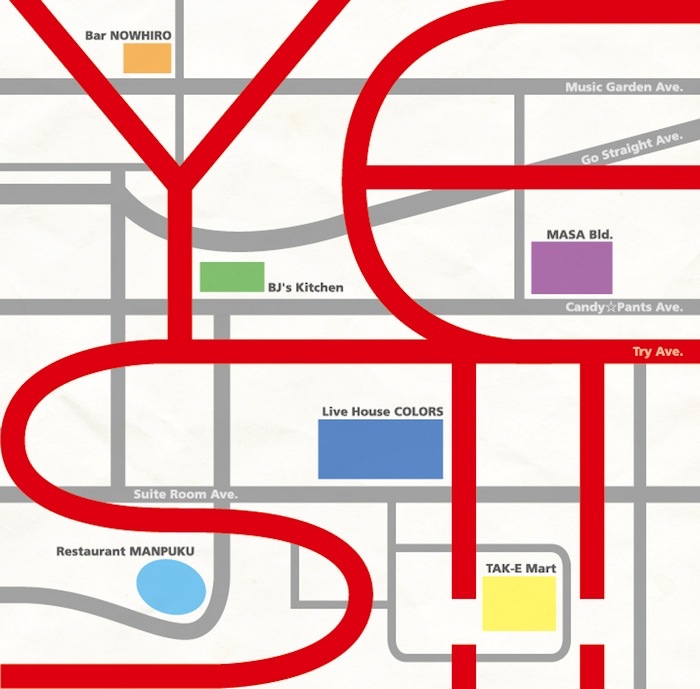 Bar NOWHIRO
Music Garden Ave.
Go Straight Ave.
MASA Bld.
BJ's Kitchen
Candy☆Pants Ave.
Try Ave.
Live House COLORS
Suite Room Ave.
Restaurant MANPUKU
TAK-E Mart